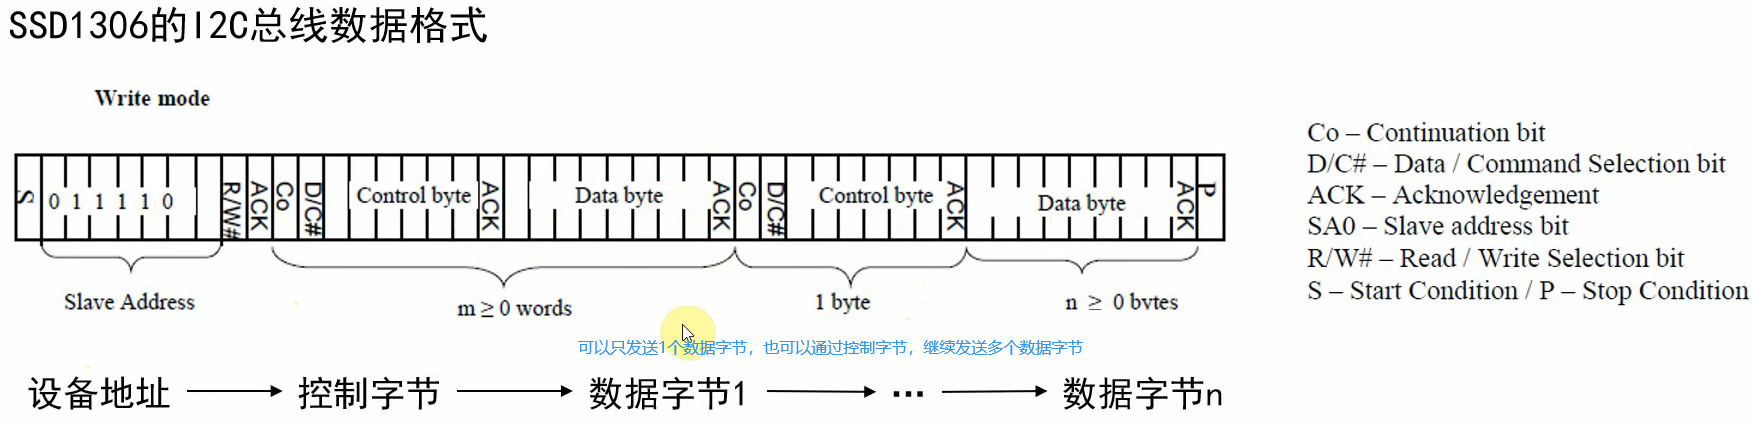 SSD1306的I2C总线数据格式
Write mode
S 0 1 1 1 1 0 R/W# ACK Co D/C# Control byte ACK Data byte ACK Co D/C# Control byte ACK Data byte ACK P
Slave Address
m ≥ 0 words
1 byte
n ≥ 0 bytes
Co – Continuation bit
D/C# – Data / Command Selection bit
ACK – Acknowledgement
SA0 – Slave address bit
R/W# – Read / Write Selection bit
S – Start Condition / P – Stop Condition
可以只发送1个数据字节，也可以通过控制字节，继续发送多个数据字节
设备地址 → 控制字节 → 数据字节1 → … → 数据字节n